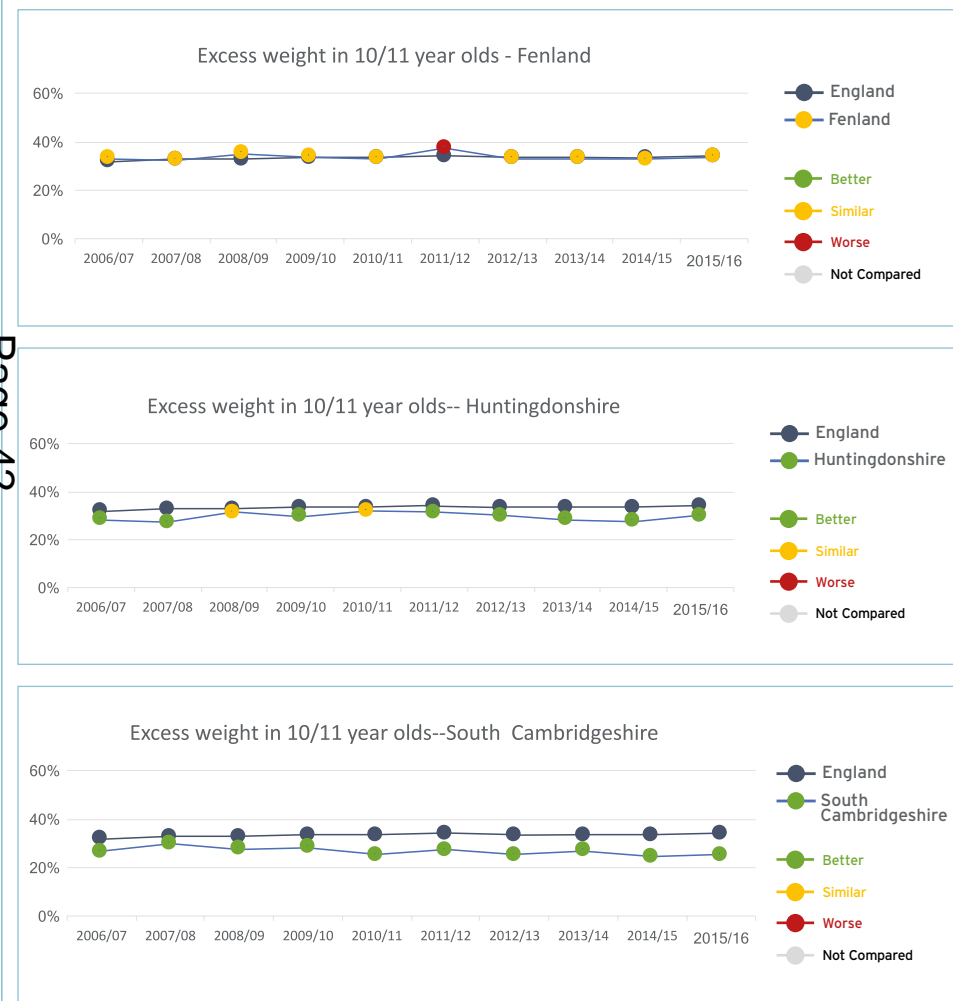 Excess weight in 10/11 year olds - Fenland
60%
40%
20%
0%
2006/07 2007/08 2008/09 2009/10 2010/11 2011/12 2012/13 2013/14 2014/15 2015/16
England
Fenland
Better
Similar
Worse
Not Compared
Page 42
Excess weight in 10/11 year olds-- Huntingdonshire
60%
40%
20%
0%
2006/07 2007/08 2008/09 2009/10 2010/11 2011/12 2012/13 2013/14 2014/15 2015/16
England
Huntingdonshire
Better
Similar
Worse
Not Compared
Excess weight in 10/11 year olds--South Cambridgeshire
60%
40%
20%
0%
2006/07 2007/08 2008/09 2009/10 2010/11 2011/12 2012/13 2013/14 2014/15 2015/16
England
South
Cambridgeshire
Better
Similar
Worse
Not Compared